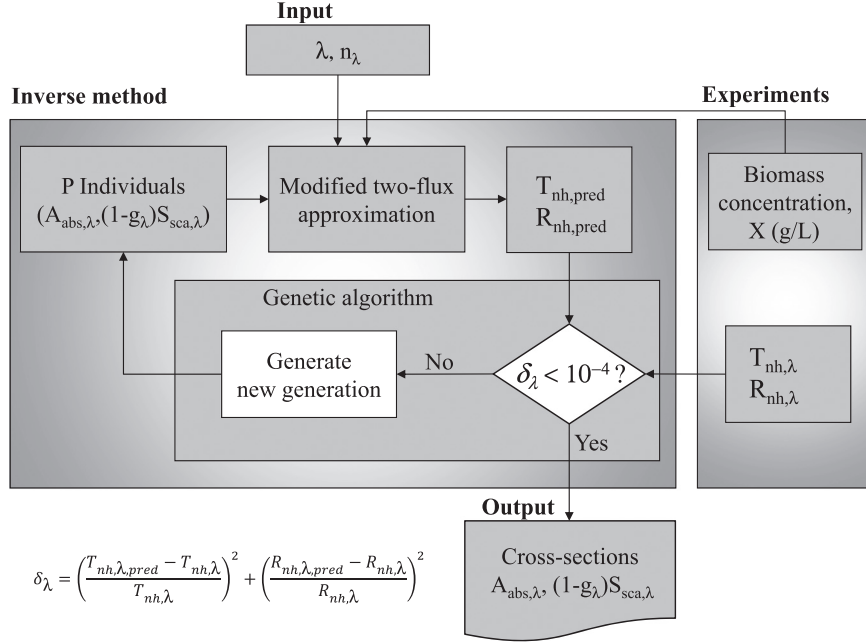 Input
λ, n_λ
Inverse method
Experiments
P Individuals
(A_abs,λ,(1-g_λ)S_sca,λ)
Modified two-flux
approximation
T_nh,pred
R_nh,pred
Biomass
concentration,
X (g/L)
Genetic algorithm
Generate
new generation
No
δ_λ < 10^−4 ?
T_nh,λ
R_nh,λ
Yes
Output
Cross-sections
A_abs,λ, (1-g_λ)S_sca,λ
δ_λ = ((T_nh,λ,pred − T_nh,λ)/T_nh,λ)^2 + ((R_nh,λ,pred − R_nh,λ)/R_nh,λ)^2